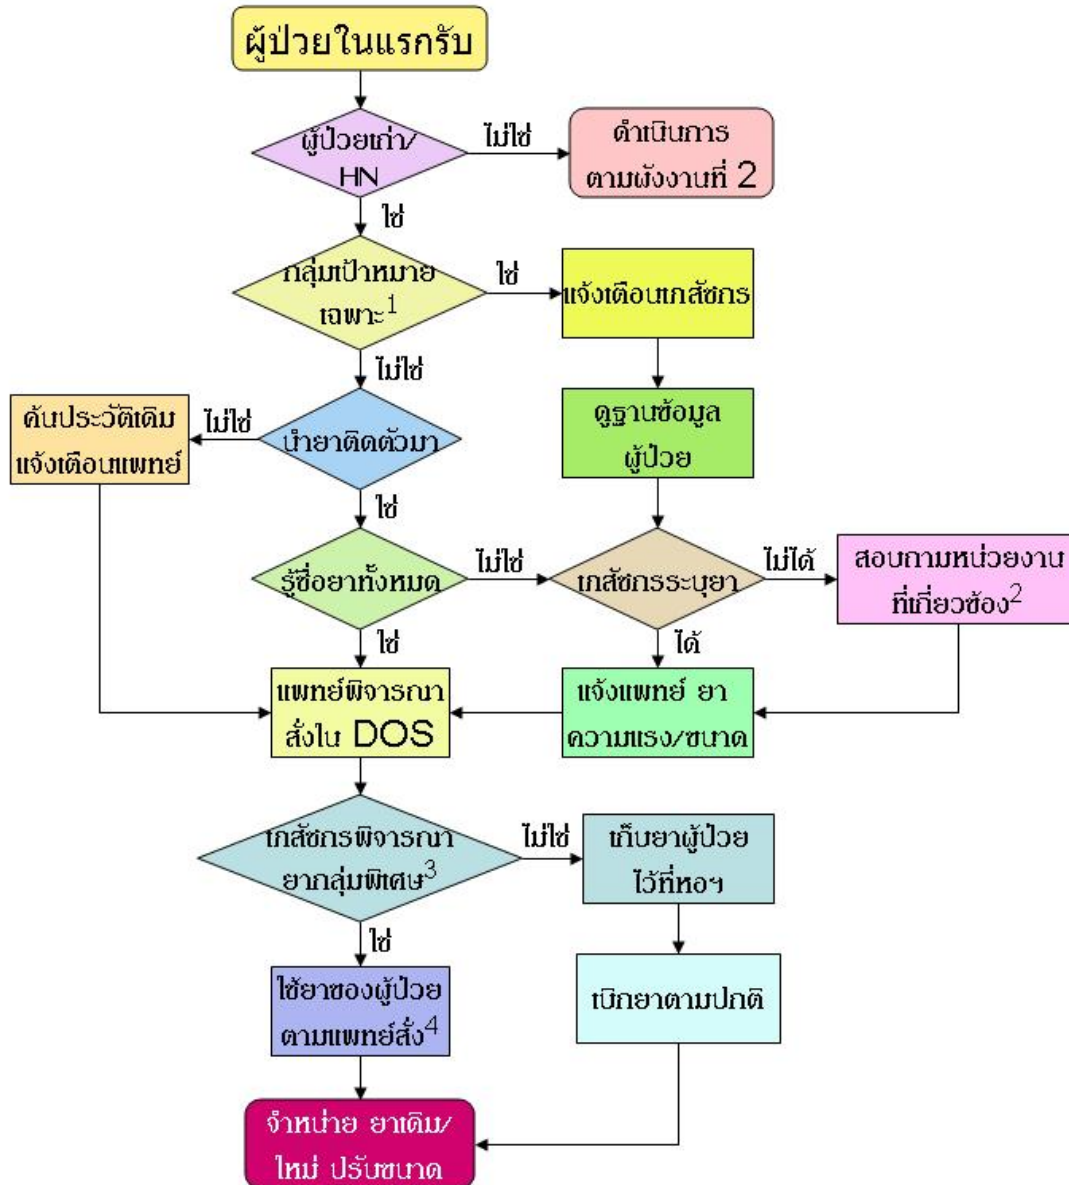 ผู้ป่วยในแรกรับ
ผู้ป่วยเก่า/
HN
ไม่ใช่
ดำเนินการ
ตามผังงานที่ 2
ใช่
กลุ่มเป้าหมาย
เฉพาะ1
ใช่
แจ้งเตือนเภสัชกร
ไม่ใช่
ค้นประวัติเดิม
แจ้งเตือนแพทย์
ไม่ใช่
นำยาติดตัวมา
ดูฐานข้อมูล
ผู้ป่วย
ใช่
รู้ชื่อยาทั้งหมด
ไม่ใช่
เภสัชกรระบุยา
ไม่ได้
สอบถามหน่วยงาน
ที่เกี่ยวข้อง2
ใช่
ได้
แพทย์พิจารณา
สั่งใน DOS
แจ้งแพทย์ ยา
ความแรง/ขนาด
เภสัชกรพิจารณา
ยากลุ่มพิเศษ3
ไม่ใช่
เก็บยาผู้ป่วย
ไว้ที่หอฯ
ใช่
ใช้ยาของผู้ป่วย
ตามแพทย์สั่ง4
เบิกยาตามปกติ
จำหน่าย ยาเดิม/
ใหม่ ปรับขนาด